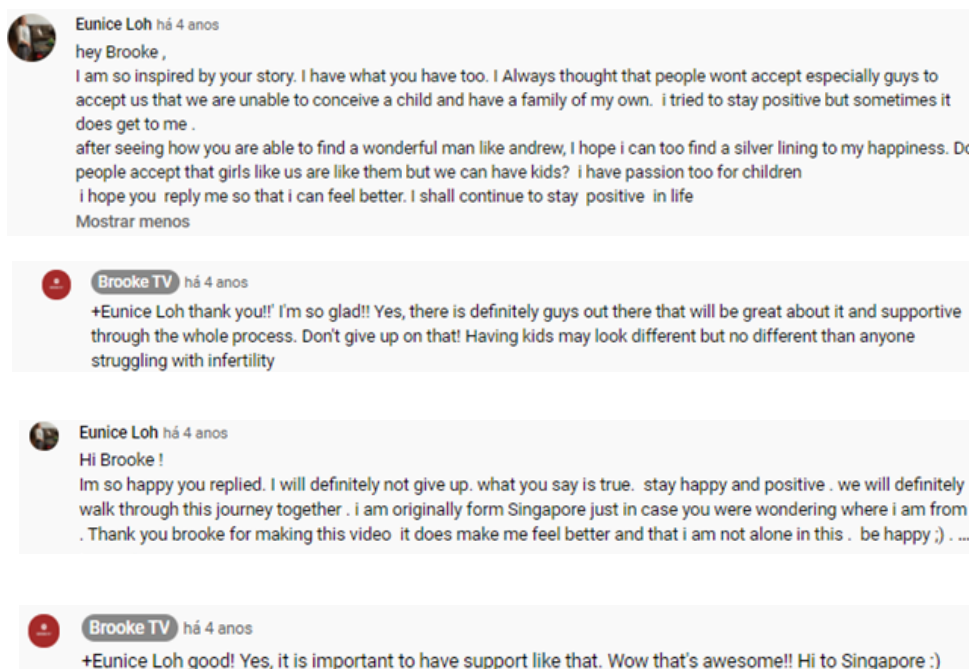 Eunice Loh há 4 anos
hey Brooke ,
I am so inspired by your story. I have what you have too. I Always thought that people wont accept especially guys to
accept us that we are unable to conceive a child and have a family of my own. i tried to stay positive but sometimes it
does get to me .
after seeing how you are able to find a wonderful man like andrew, I hope i can too find a silver lining to my happiness. Do
people accept that girls like us are like them but we can have kids? i have passion too for children
i hope you reply me so that i can feel better. I shall continue to stay positive in life
Mostrar menos
Brooke TV há 4 anos
+Eunice Loh thank you!!' I'm so glad!! Yes, there is definitely guys out there that will be great about it and supportive
through the whole process. Don't give up on that! Having kids may look different but no different than anyone
struggling with infertility
Eunice Loh há 4 anos
Hi Brooke !
Im so happy you replied. I will definitely not give up. what you say is true. stay happy and positive . we will definitely
walk through this journey together . i am originally form Singapore just in case you were wondering where i am from
. Thank you brooke for making this video it does make me feel better and that i am not alone in this . be happy ;) . ...
Brooke TV há 4 anos
+Eunice Loh good! Yes, it is important to have support like that. Wow that's awesome!! Hi to Singapore :)